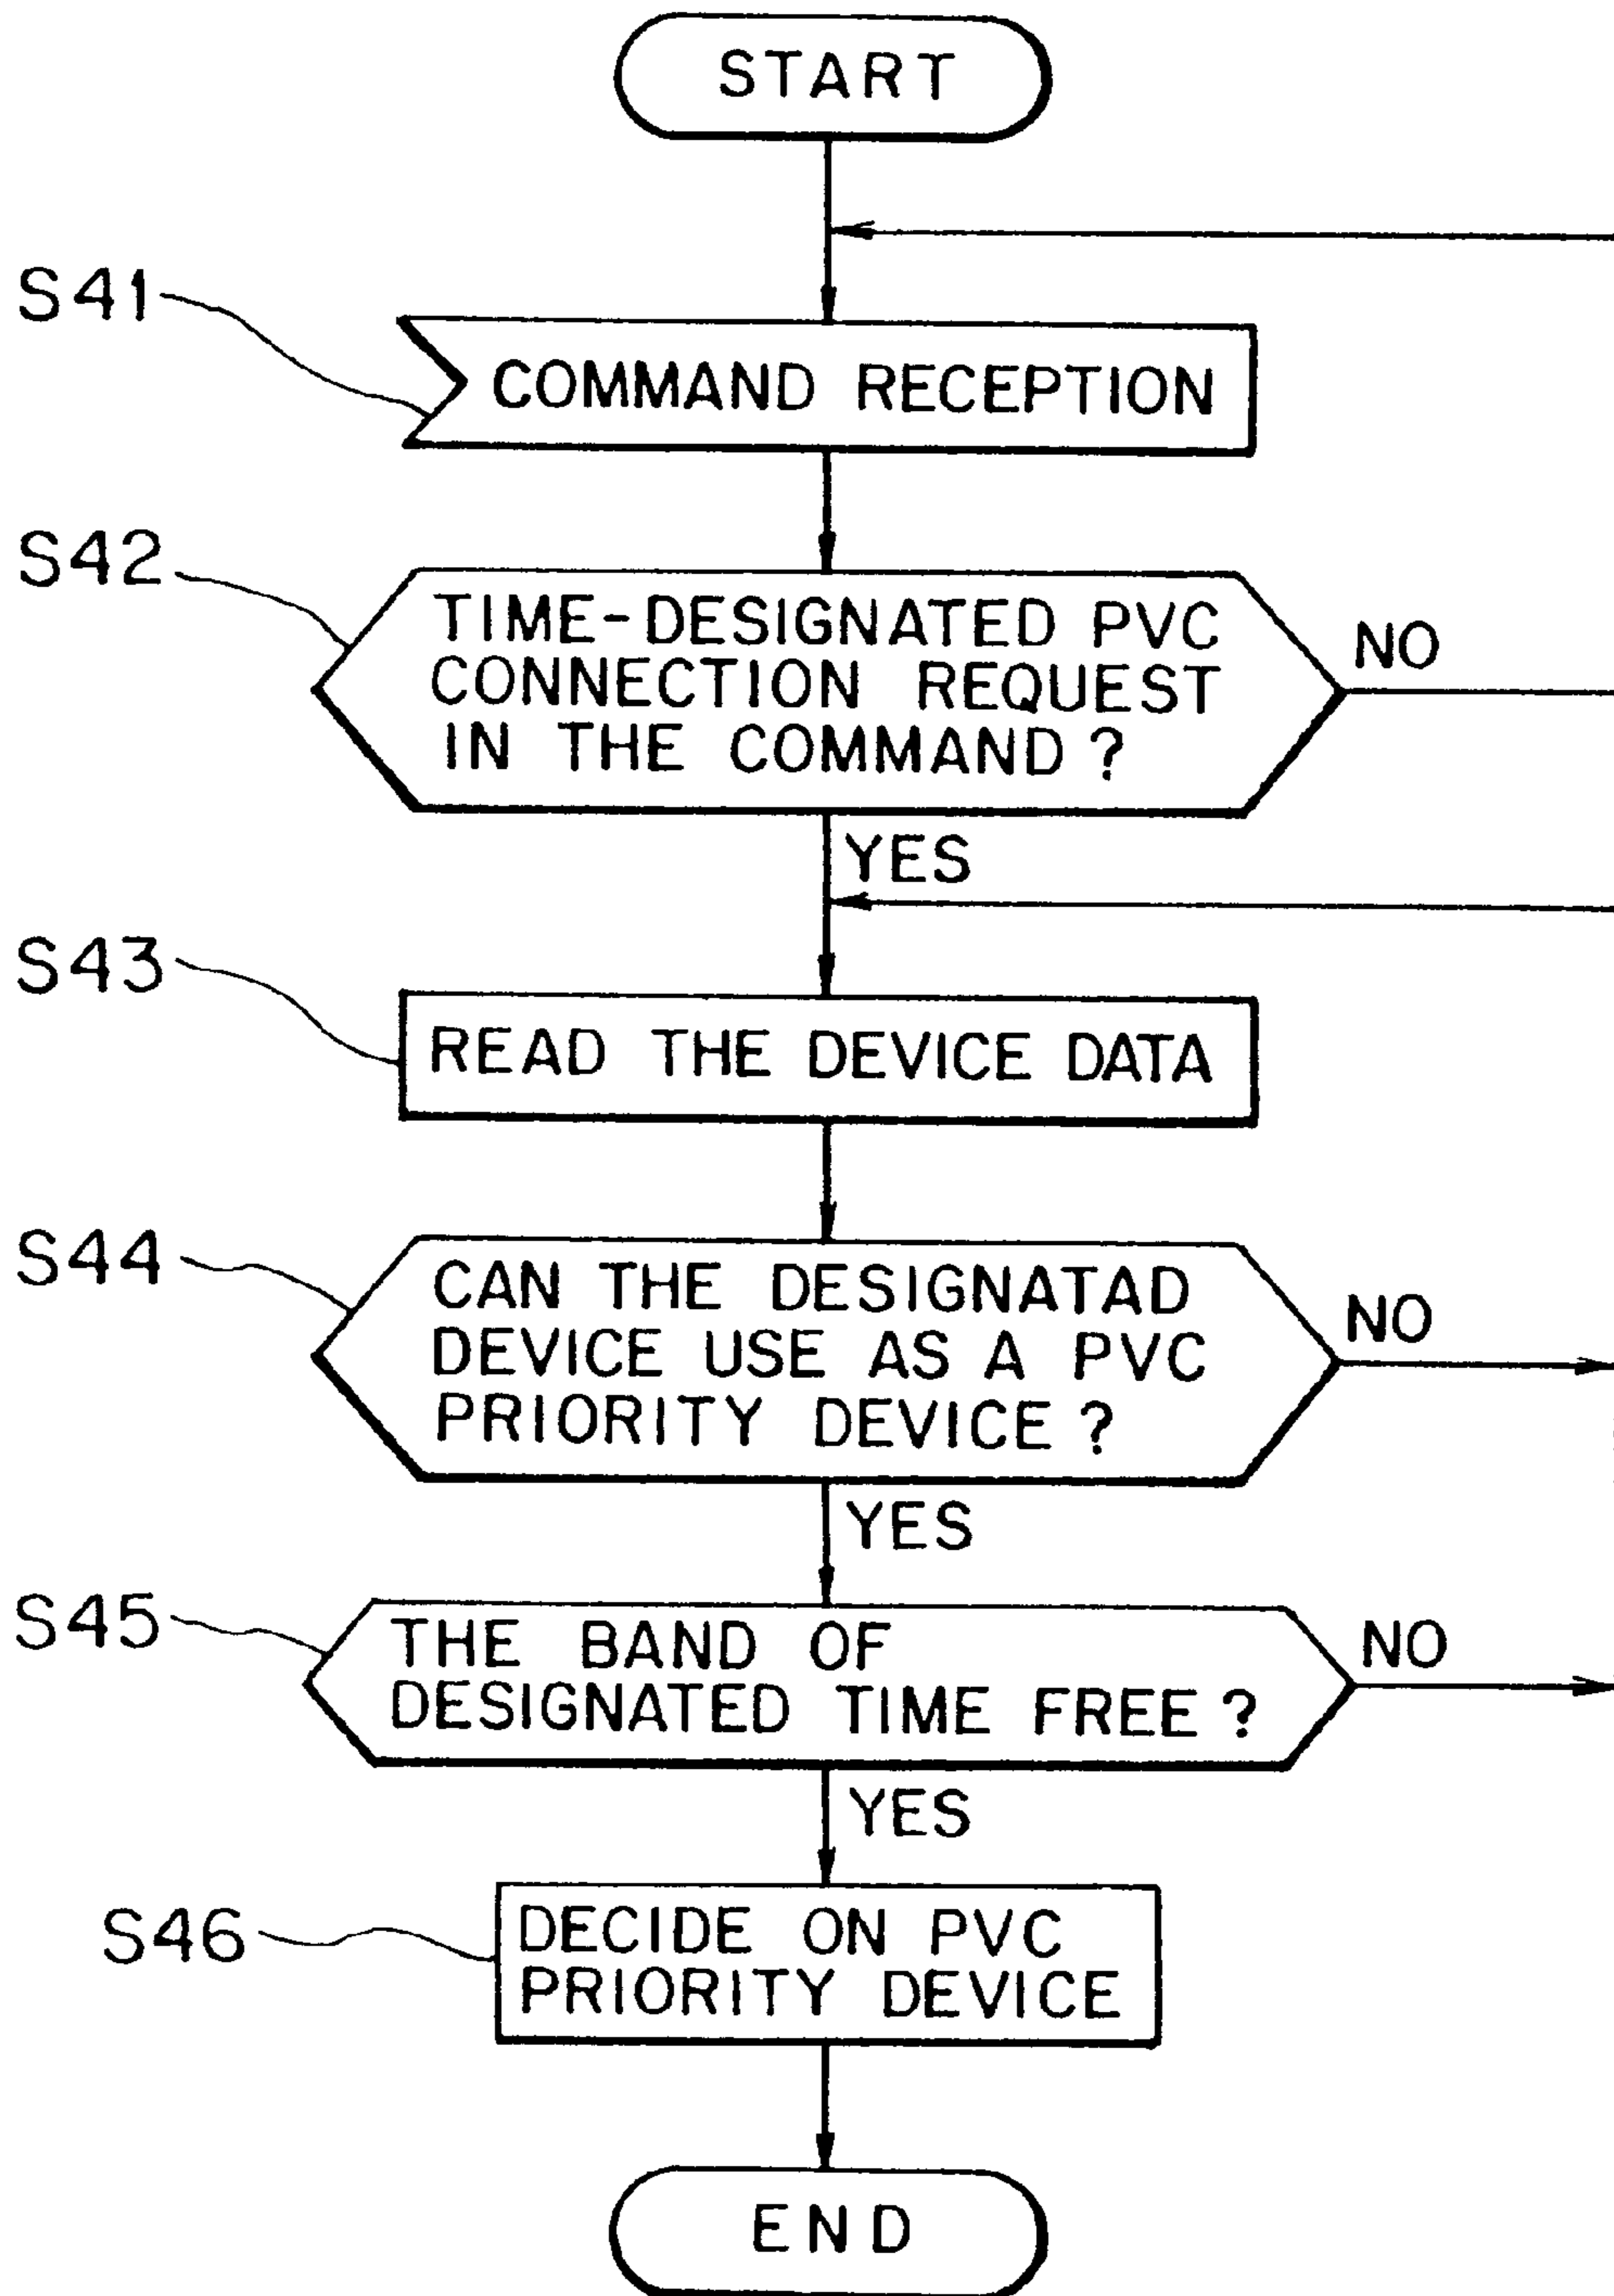 START
S41
COMMAND RECEPTION
S42
TIME-DESIGNATED PVC
CONNECTION REQUEST
IN THE COMMAND ?
NO
YES
S43
READ THE DEVICE DATA
S44
CAN THE DESIGNATAD
DEVICE USE AS A PVC
PRIORITY DEVICE ?
NO
YES
S45
THE BAND OF
DESIGNATED TIME FREE ?
NO
YES
S46
DECIDE ON PVC
PRIORITY DEVICE
END